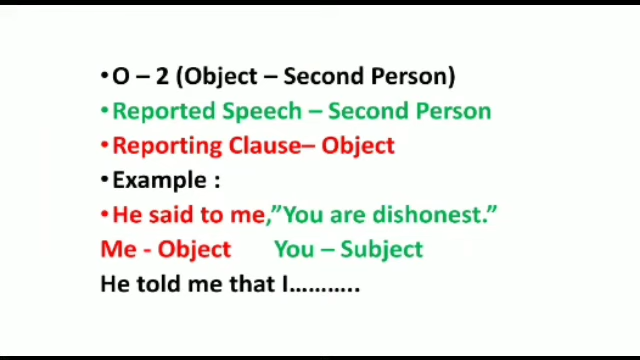 •O – 2 (Object – Second Person)
•Reported Speech – Second Person
•Reporting Clause– Object
•Example :
•He said to me,”You are dishonest.”
Me - Object You – Subject
He told me that I………..